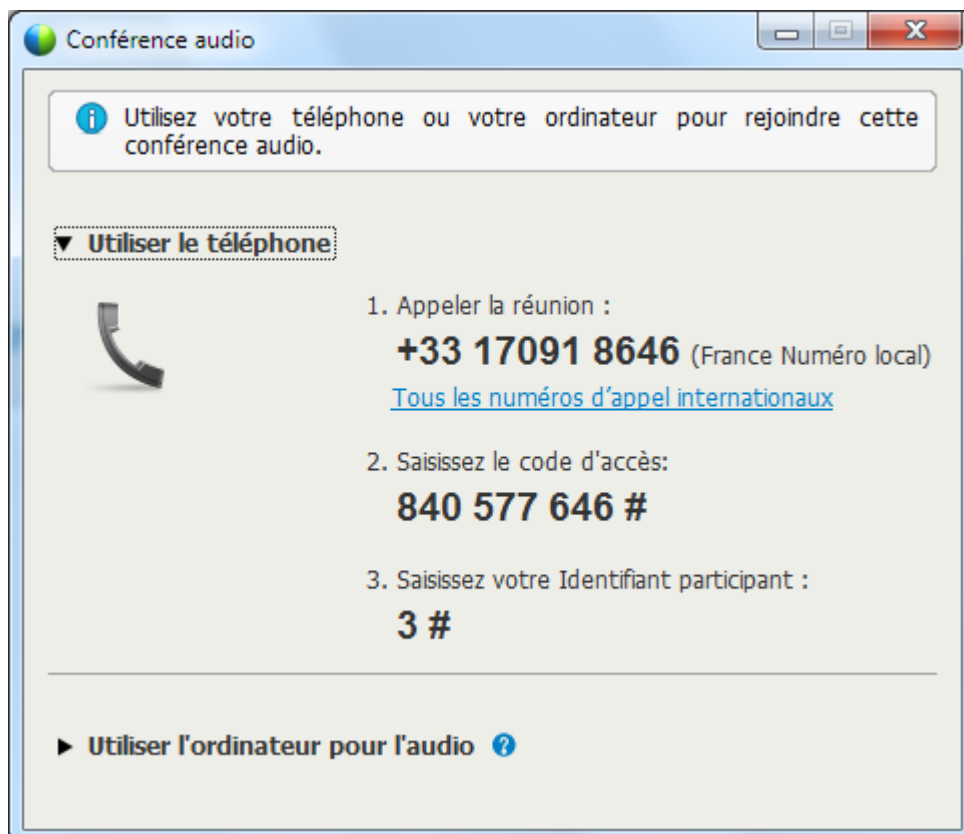 Conférence audio
Utilisez votre téléphone ou votre ordinateur pour rejoindre cette
conférence audio.
Utiliser le téléphone
1. Appeler la réunion :
+33 17091 8646 (France Numéro local)
Tous les numéros d’appel internationaux
2. Saisissez le code d'accès:
840 577 646 #
3. Saisissez votre Identifiant participant :
3 #
Utiliser l'ordinateur pour l'audio